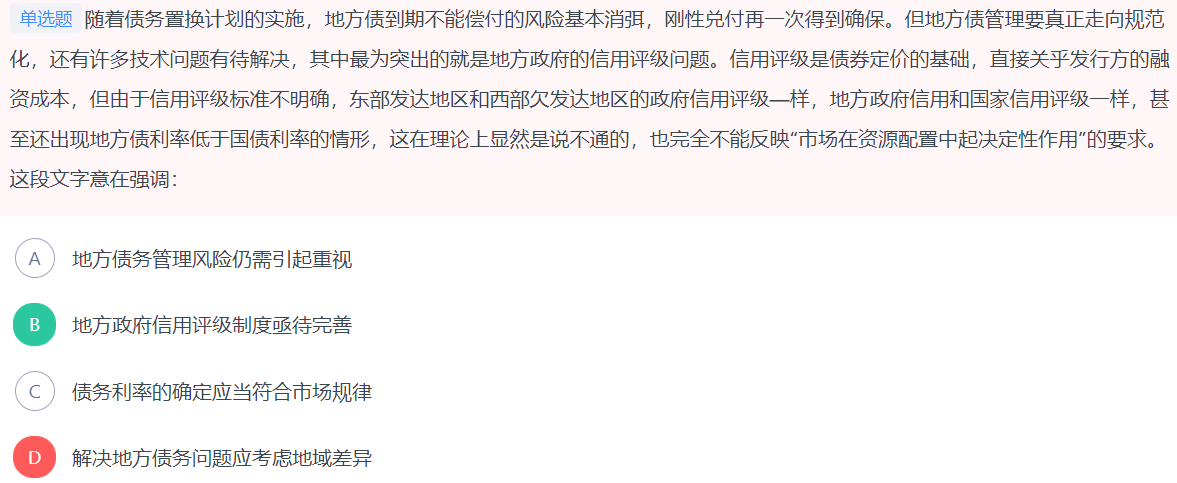 单选题 随着债务置换计划的实施，地方债到期不能偿付的风险基本消弭，刚性兑付再一次得到确保。但地方债管理要真正走向规范
化，还有许多技术问题有待解决，其中最为突出的就是地方政府的信用评级问题。信用评级是债券定价的基础，直接关乎发行方的融
资成本，但由于信用评级标准不明确，东部发达地区和西部欠发达地区的政府信用评级—样，地方政府信用和国家信用评级一样，甚
至还出现地方债利率低于国债利率的情形，这在理论上显然是说不通的，也完全不能反映“市场在资源配置中起决定性作用”的要求。
这段文字意在强调：
A 地方债务管理风险仍需引起重视
B 地方政府信用评级制度亟待完善
C 债务利率的确定应当符合市场规律
D 解决地方债务问题应考虑地域差异